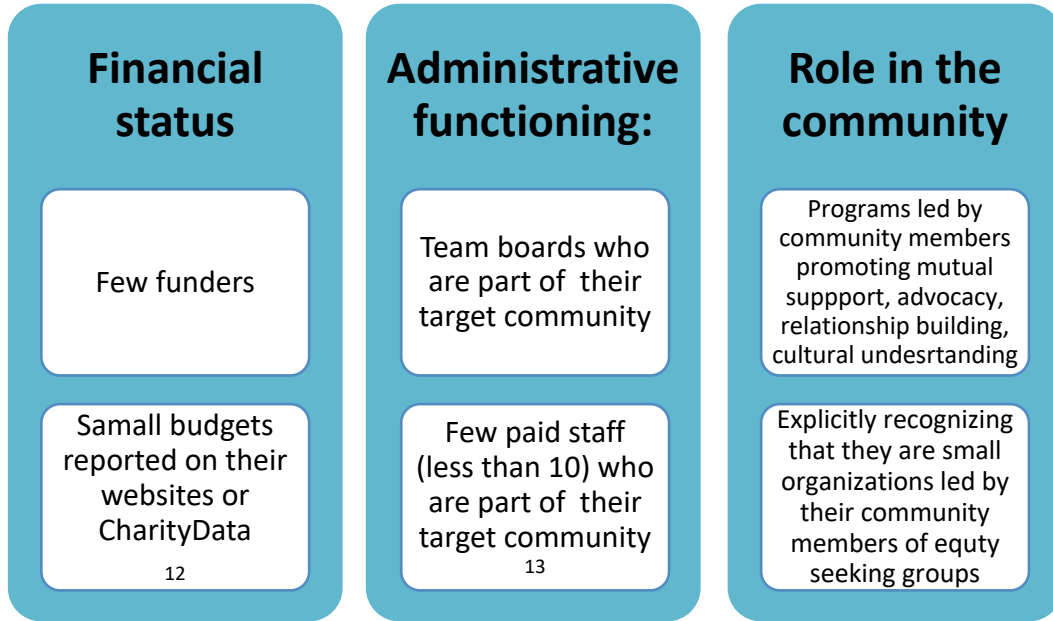 Financial
status
Few funders
Samall budgets
reported on their
websites or
CharityData
12
Administrative
functioning:
Team boards who
are part of  their
target community
Few paid staff
(less than 10) who
are part of  their
target community
13
Role in the
community
Programs led by
community members
promoting mutual
suppport, advocacy,
relationship building,
cultural undesrtanding
Explicitly recognizing
that they are small
organizations led by
their community
members of equty
seeking groups